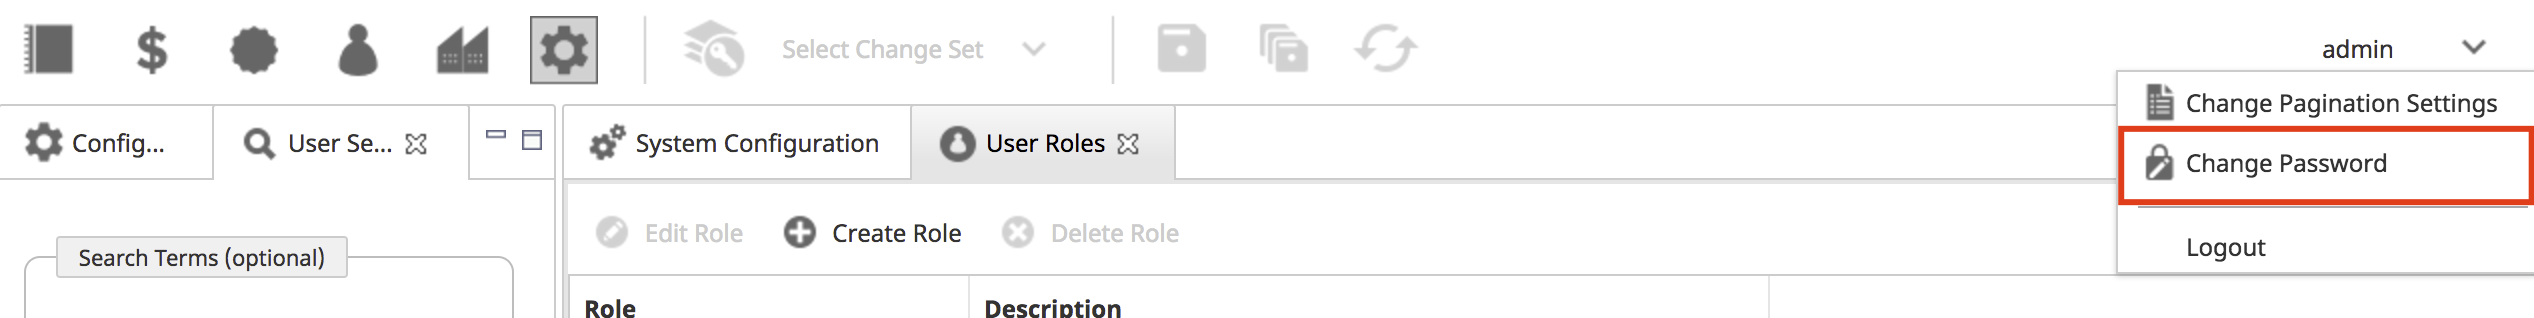 Select Change Set
admin
Change Pagination Settings
Change Password
Logout
Config...
User Se...
System Configuration
User Roles
Edit Role
Create Role
Delete Role
Search Terms (optional)
Role
Description